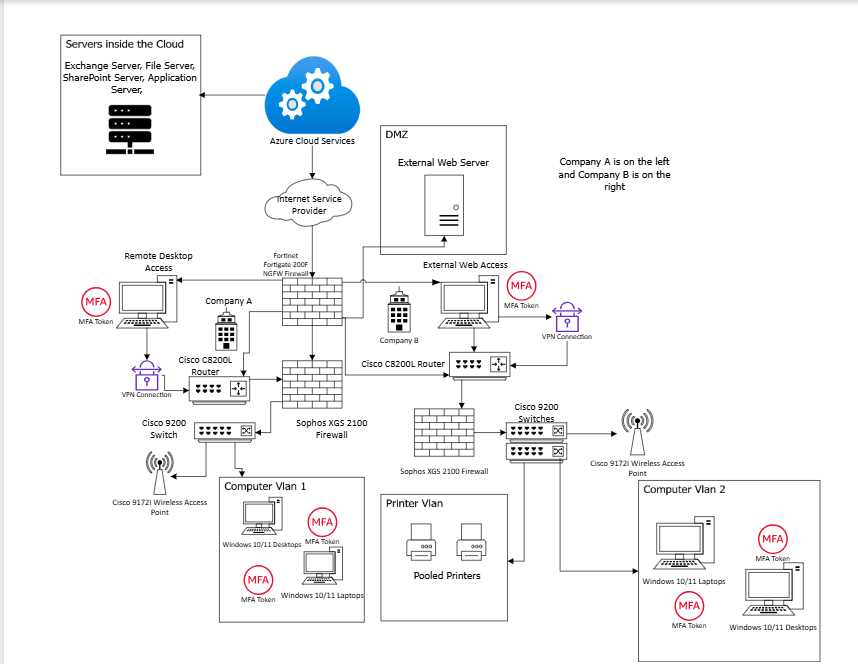 Servers inside the Cloud
Exchange Server, File Server,
SharePoint Server, Application
Server,
Azure Cloud Services
DMZ
External Web Server
Company A is on the left
and Company B is on the
right
Internet Service
Provider
Remote Desktop
Access
Fortinet
Fortigate 200F
NGFW Firewall
External Web Access
MFA
MFA Token
MFA
MFA Token
Company A
Company B
VPN Connection
Cisco C8200L
Router
Cisco C8200L Router
VPN Connection
Cisco 9200
Switch
Sophos XGS 2100
Firewall
Cisco 9200
Switches
Sophos XGS 2100 Firewall
Cisco 9172I Wireless Access
Point
Cisco 9172I Wireless Access
Point
Computer Vlan 1
MFA
Windows 10/11 Desktops
MFA Token
MFA
MFA Token
Windows 10/11 Laptops
Printer Vlan
Pooled Printers
Computer Vlan 2
MFA
MFA Token
Windows 10/11 Laptops
MFA
MFA Token
Windows 10/11 Desktops